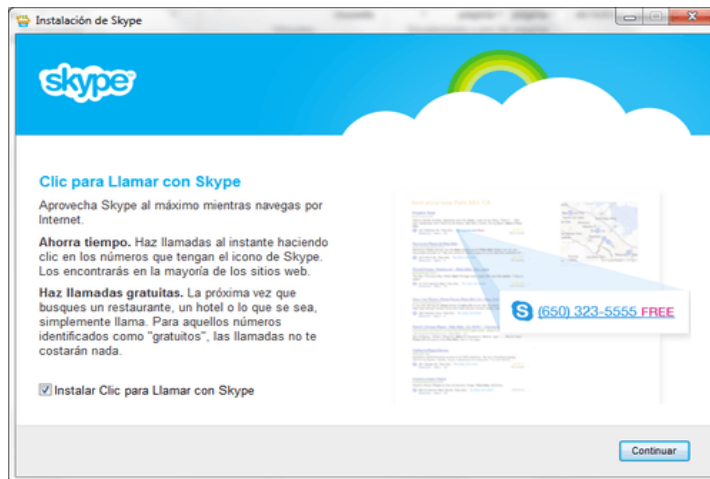 Instalación de Skype
skype
Clic para Llamar con Skype
Aprovecha Skype al máximo mientras navegas por
Internet.
Ahorra tiempo. Haz llamadas al instante haciendo
clic en los números que tengan el icono de Skype.
Los encontrarás en la mayoría de los sitios web.
Haz llamadas gratuitas. La próxima vez que
busques un restaurante, un hotel o lo que se sea,
simplemente llama. Para aquellos números
identificados como "gratuitos", las llamadas no te
costarán nada.
Instalar Clic para Llamar con Skype
(650) 323-5555 FREE
Continuar